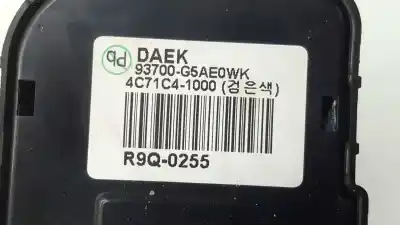 DAEK
93700-G5AE0WK
4C71C4-1000 (검은색)
R9Q-0255